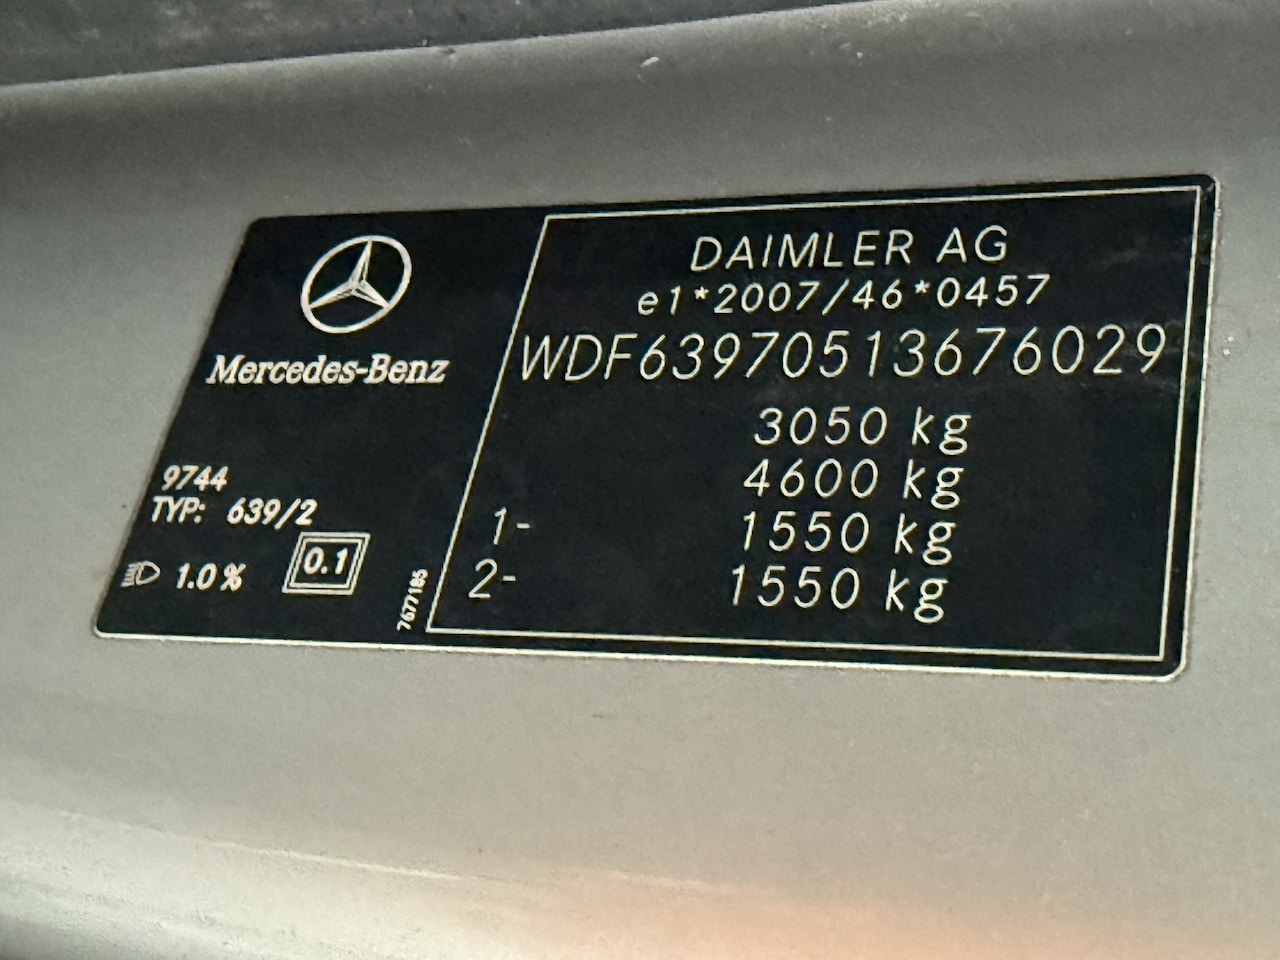 Mercedes-Benz
9744
TYP: 639/2
1.0%
0.1
7677185
DAIMLER AG
e1*2007/46*0457
WDF63970513676029
3050 kg
4600 kg
1- 1550 kg
2- 1550 kg